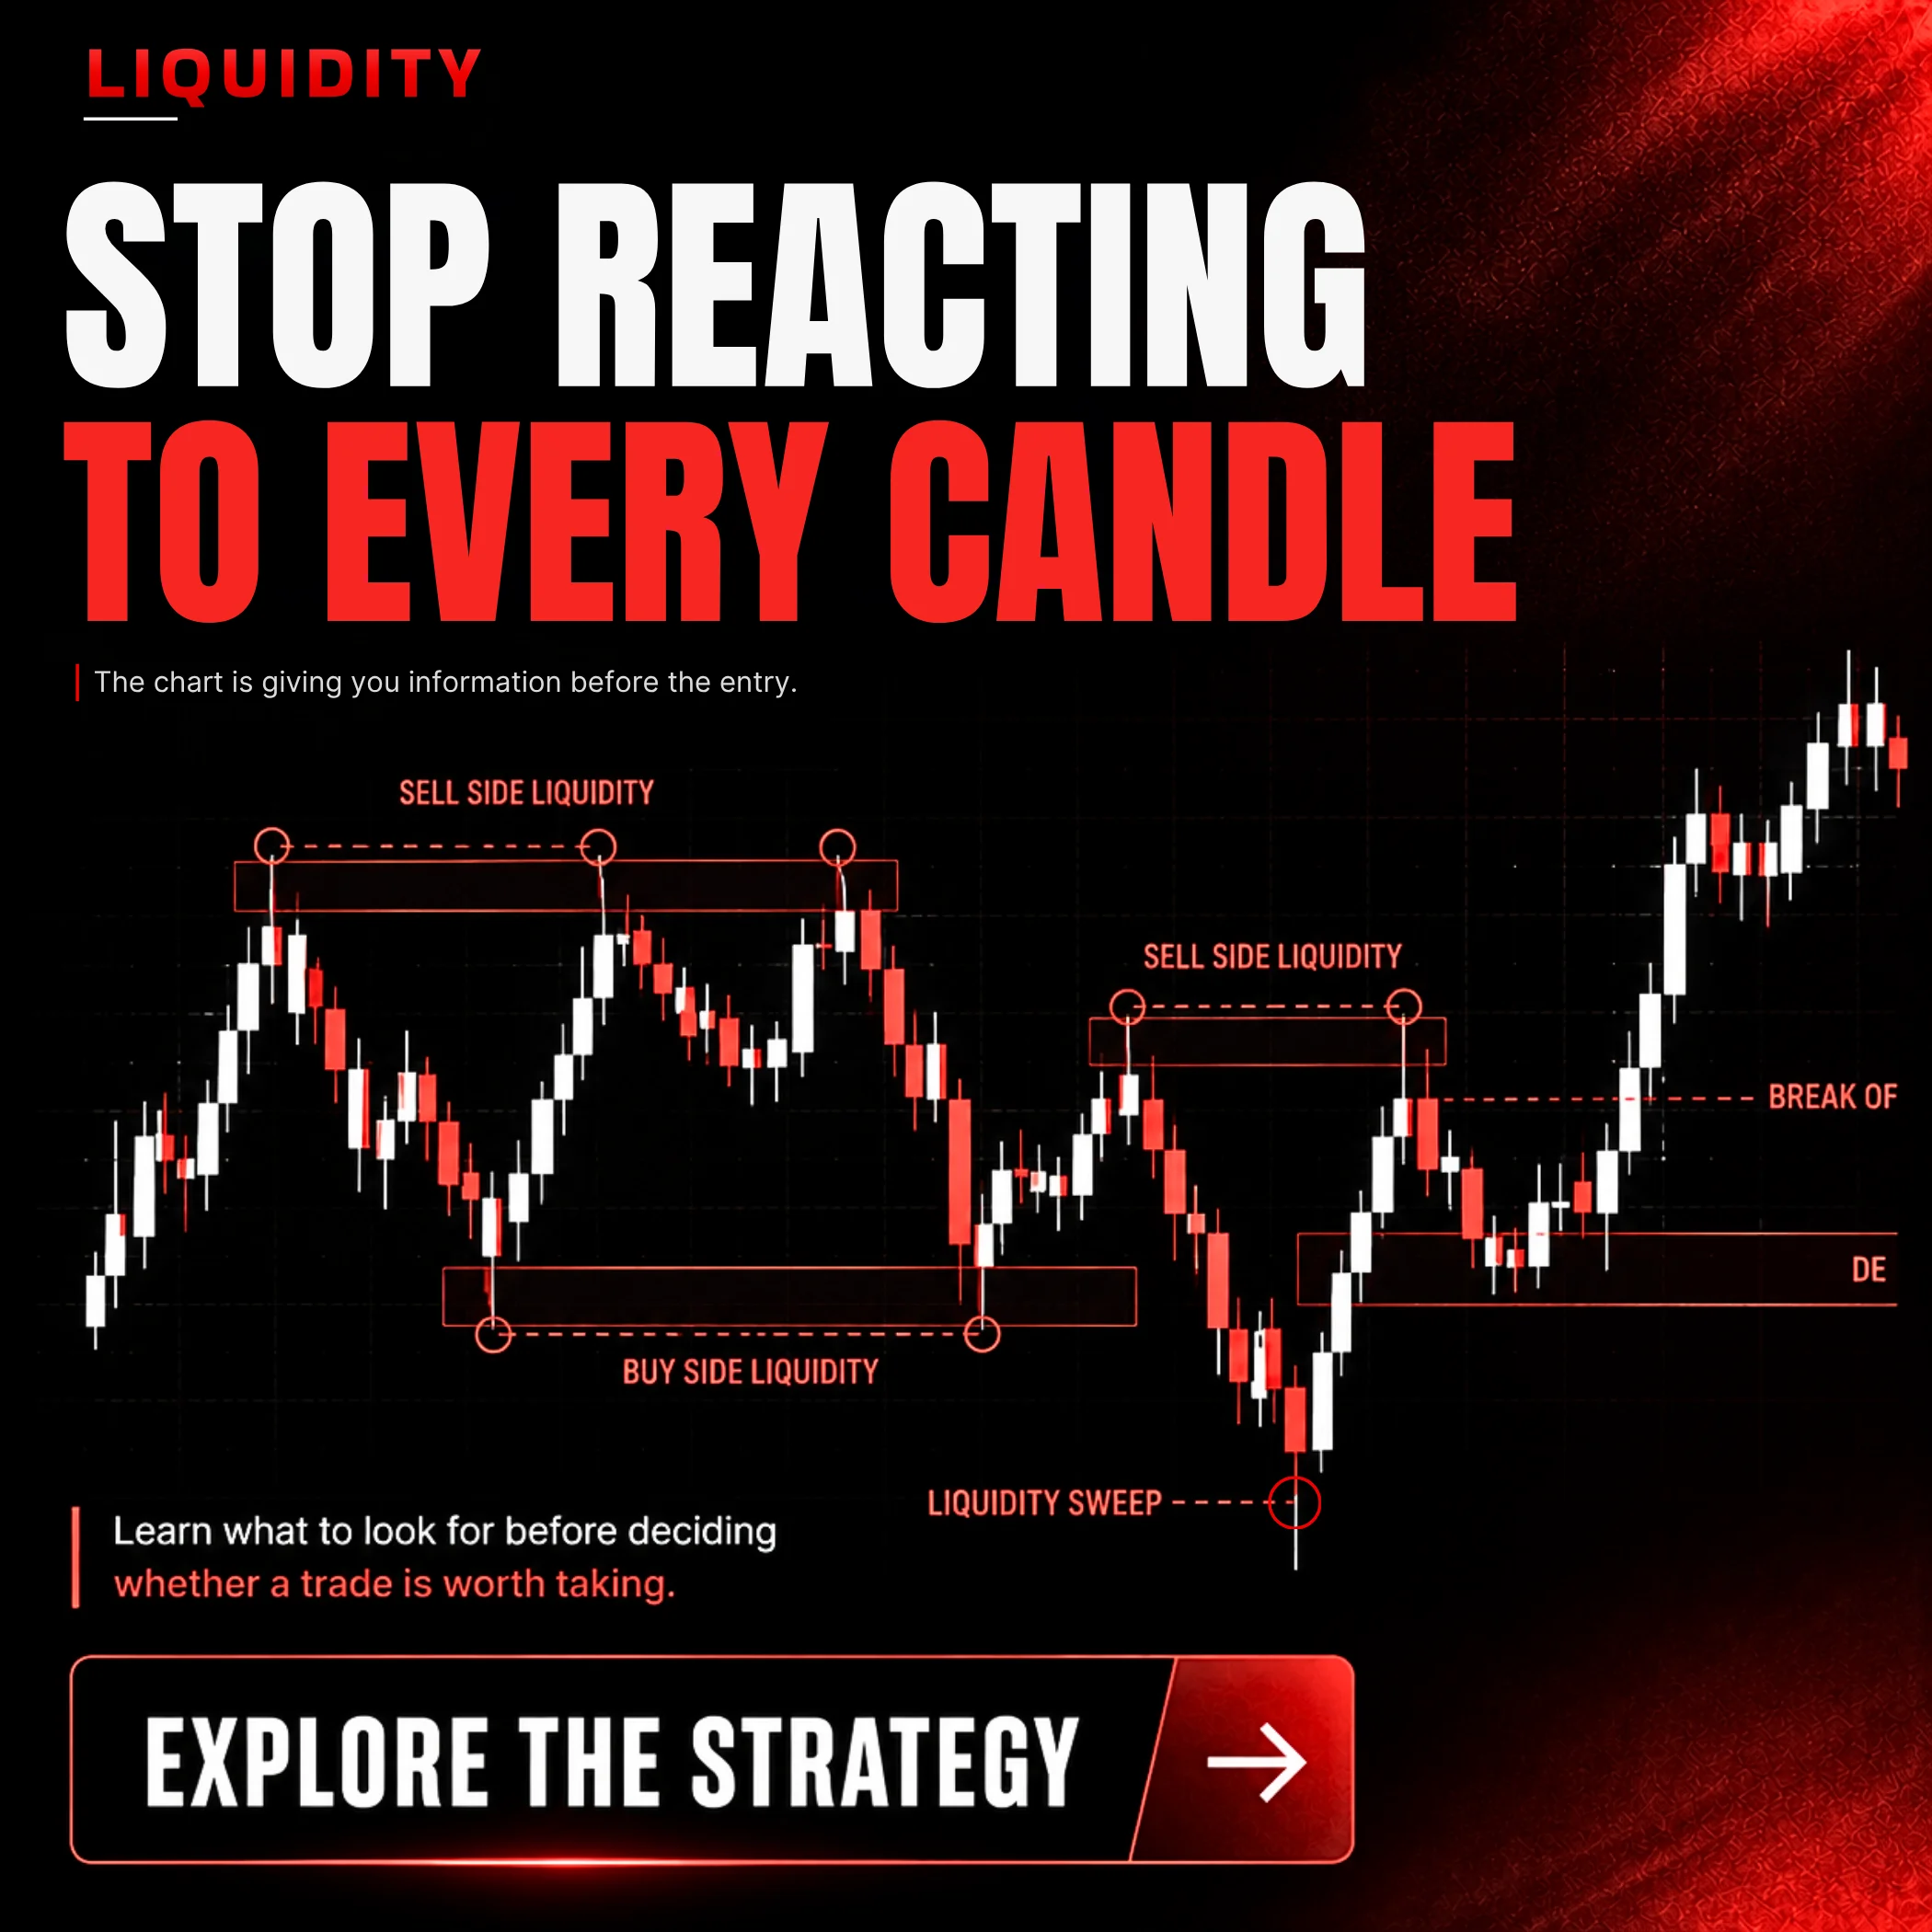 LIQUIDITY
STOP REACTING
TO EVERY CANDLE
The chart is giving you information before the entry.
SELL SIDE LIQUIDITY
SELL SIDE LIQUIDITY
BREAK OF
DE
BUY SIDE LIQUIDITY
LIQUIDITY SWEEP
Learn what to look for before deciding
whether a trade is worth taking.
EXPLORE THE STRATEGY